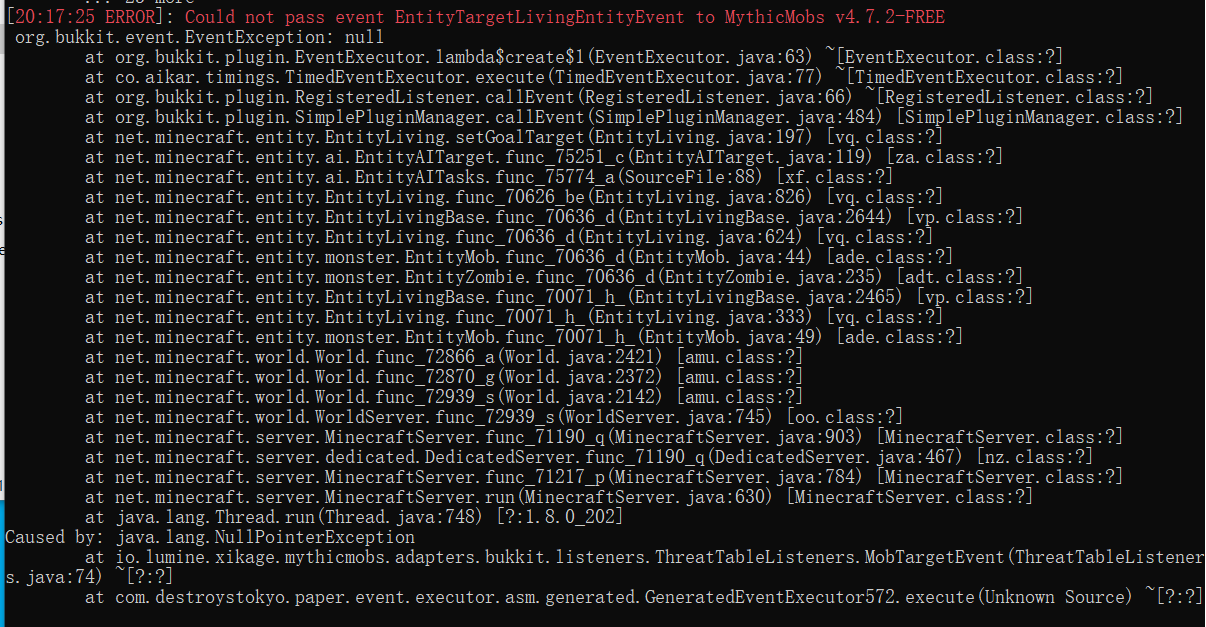 ... 20 more
[20:17:25 ERROR]: Could not pass event EntityTargetLivingEntityEvent to MythicMobs v4.7.2-FREE
org.bukkit.event.EventException: null
at org.bukkit.plugin.EventExecutor.lambda$create$1(EventExecutor.java:63) ~[EventExecutor.class:?]
at co.aikar.timings.TimedEventExecutor.execute(TimedEventExecutor.java:77) ~[TimedEventExecutor.class:?]
at org.bukkit.plugin.RegisteredListener.callEvent(RegisteredListener.java:66) ~[RegisteredListener.class:?]
at org.bukkit.plugin.SimplePluginManager.callEvent(SimplePluginManager.java:484) [SimplePluginManager.class:?]
at net.minecraft.entity.EntityLiving.setGoalTarget(EntityLiving.java:197) [vq.class:?]
at net.minecraft.entity.ai.EntityAITarget.func_75251_c(EntityAITarget.java:119) [za.class:?]
at net.minecraft.entity.ai.EntityAITasks.func_75774_a(SourceFile:88) [xf.class:?]
at net.minecraft.entity.EntityLiving.func_70626_be(EntityLiving.java:826) [vq.class:?]
at net.minecraft.entity.EntityLivingBase.func_70636_d(EntityLivingBase.java:2644) [vp.class:?]
at net.minecraft.entity.EntityLiving.func_70636_d(EntityLiving.java:624) [vq.class:?]
at net.minecraft.entity.monster.EntityMob.func_70636_d(EntityMob.java:44) [ade.class:?]
at net.minecraft.entity.monster.EntityZombie.func_70636_d(EntityZombie.java:235) [adt.class:?]
at net.minecraft.entity.EntityLivingBase.func_70071_h_(EntityLivingBase.java:2465) [vp.class:?]
at net.minecraft.entity.EntityLiving.func_70071_h_(EntityLiving.java:333) [vq.class:?]
at net.minecraft.entity.monster.EntityMob.func_70071_h_(EntityMob.java:49) [ade.class:?]
at net.minecraft.world.World.func_72866_a(World.java:2421) [amu.class:?]
at net.minecraft.world.World.func_72870_g(World.java:2372) [amu.class:?]
at net.minecraft.world.World.func_72939_s(World.java:2142) [amu.class:?]
at net.minecraft.world.WorldServer.func_72939_s(WorldServer.java:745) [oo.class:?]
at net.minecraft.server.MinecraftServer.func_71190_q(MinecraftServer.java:903) [MinecraftServer.class:?]
at net.minecraft.server.dedicated.DedicatedServer.func_71190_q(DedicatedServer.java:467) [nz.class:?]
at net.minecraft.server.MinecraftServer.func_71217_p(MinecraftServer.java:784) [MinecraftServer.class:?]
at net.minecraft.server.MinecraftServer.run(MinecraftServer.java:630) [MinecraftServer.class:?]
at java.lang.Thread.run(Thread.java:748) [?:1.8.0_202]
Caused by: java.lang.NullPointerException
at io.lumine.xikage.mythicmobs.adapters.bukkit.listeners.ThreatTableListeners.MobTargetEvent(ThreatTableListener
s.java:74) ~[?:?]
at com.destroystokyo.paper.event.executor.asm.generated.GeneratedEventExecutor572.execute(Unknown Source) ~[?:?]